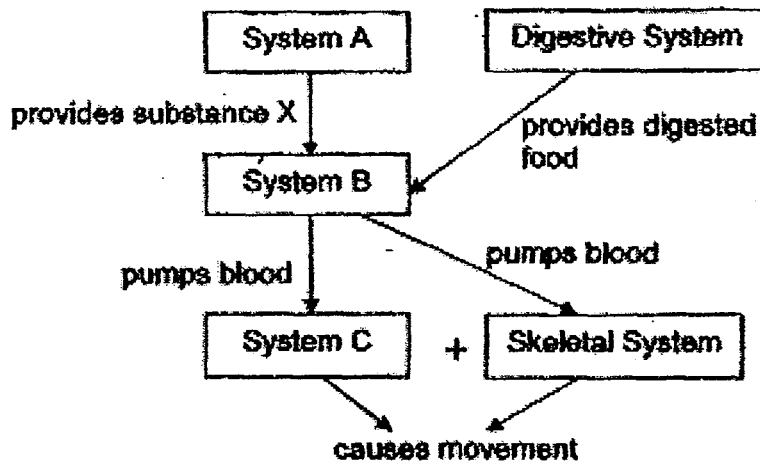 System A
Digestive System
provides substance X
provides digested
food
System B
pumps blood
pumps blood
System C
+
Skeletal System
causes movement